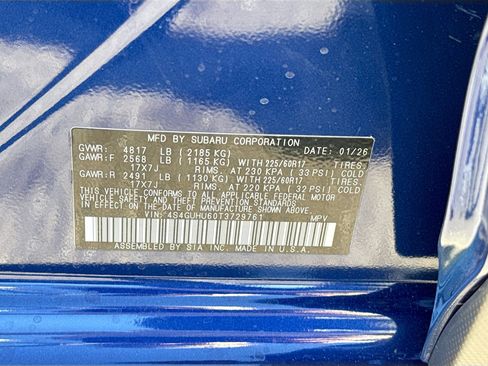 MFD BY SUBARU CORPORATION DATE: 01/26
GVWR: 4817 LB ( 2185 KG)
GAWR:F 2568 LB ( 1165 KG) WITH 225/60R17 TIRES,
17X7J RIMS, AT 230 KPA ( 33 PSI) COLD
GAWR:R 2491 LB ( 1130 KG) WITH 225/60R17 TIRES,
17X7J RIMS, AT 220 KPA ( 32 PSI) COLD
THIS VEHICLE CONFORMS TO ALL APPLICABLE FEDERAL MOTOR
VEHICLE SAFETY STANDARDS IN EFFECT ON THE DATE OF
MANUFACTURE SHOWN ABOVE.
VIN: 4S4GUHU60T3729761 MPV
ASSEMBLED BY SIA INC. MADE IN U.S.A.